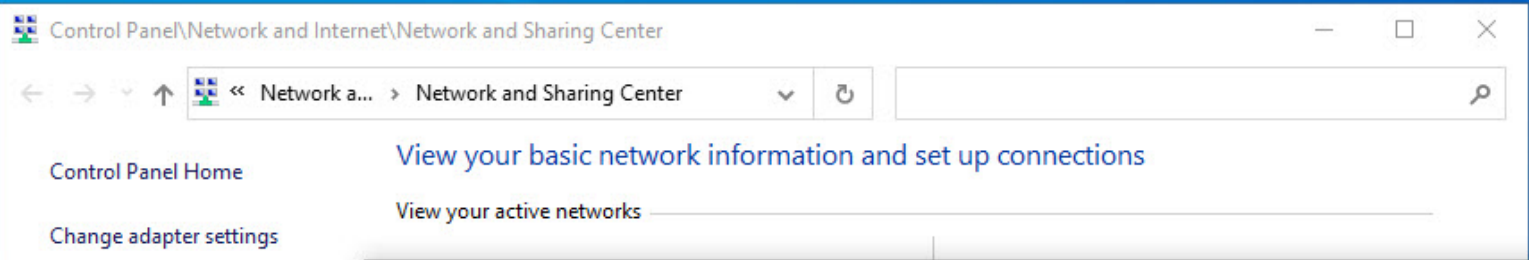 Control Panel\Network and Internet\Network and Sharing Center
« Network a... › Network and Sharing Center
View your basic network information and set up connections
Control Panel Home
View your active networks
Change adapter settings